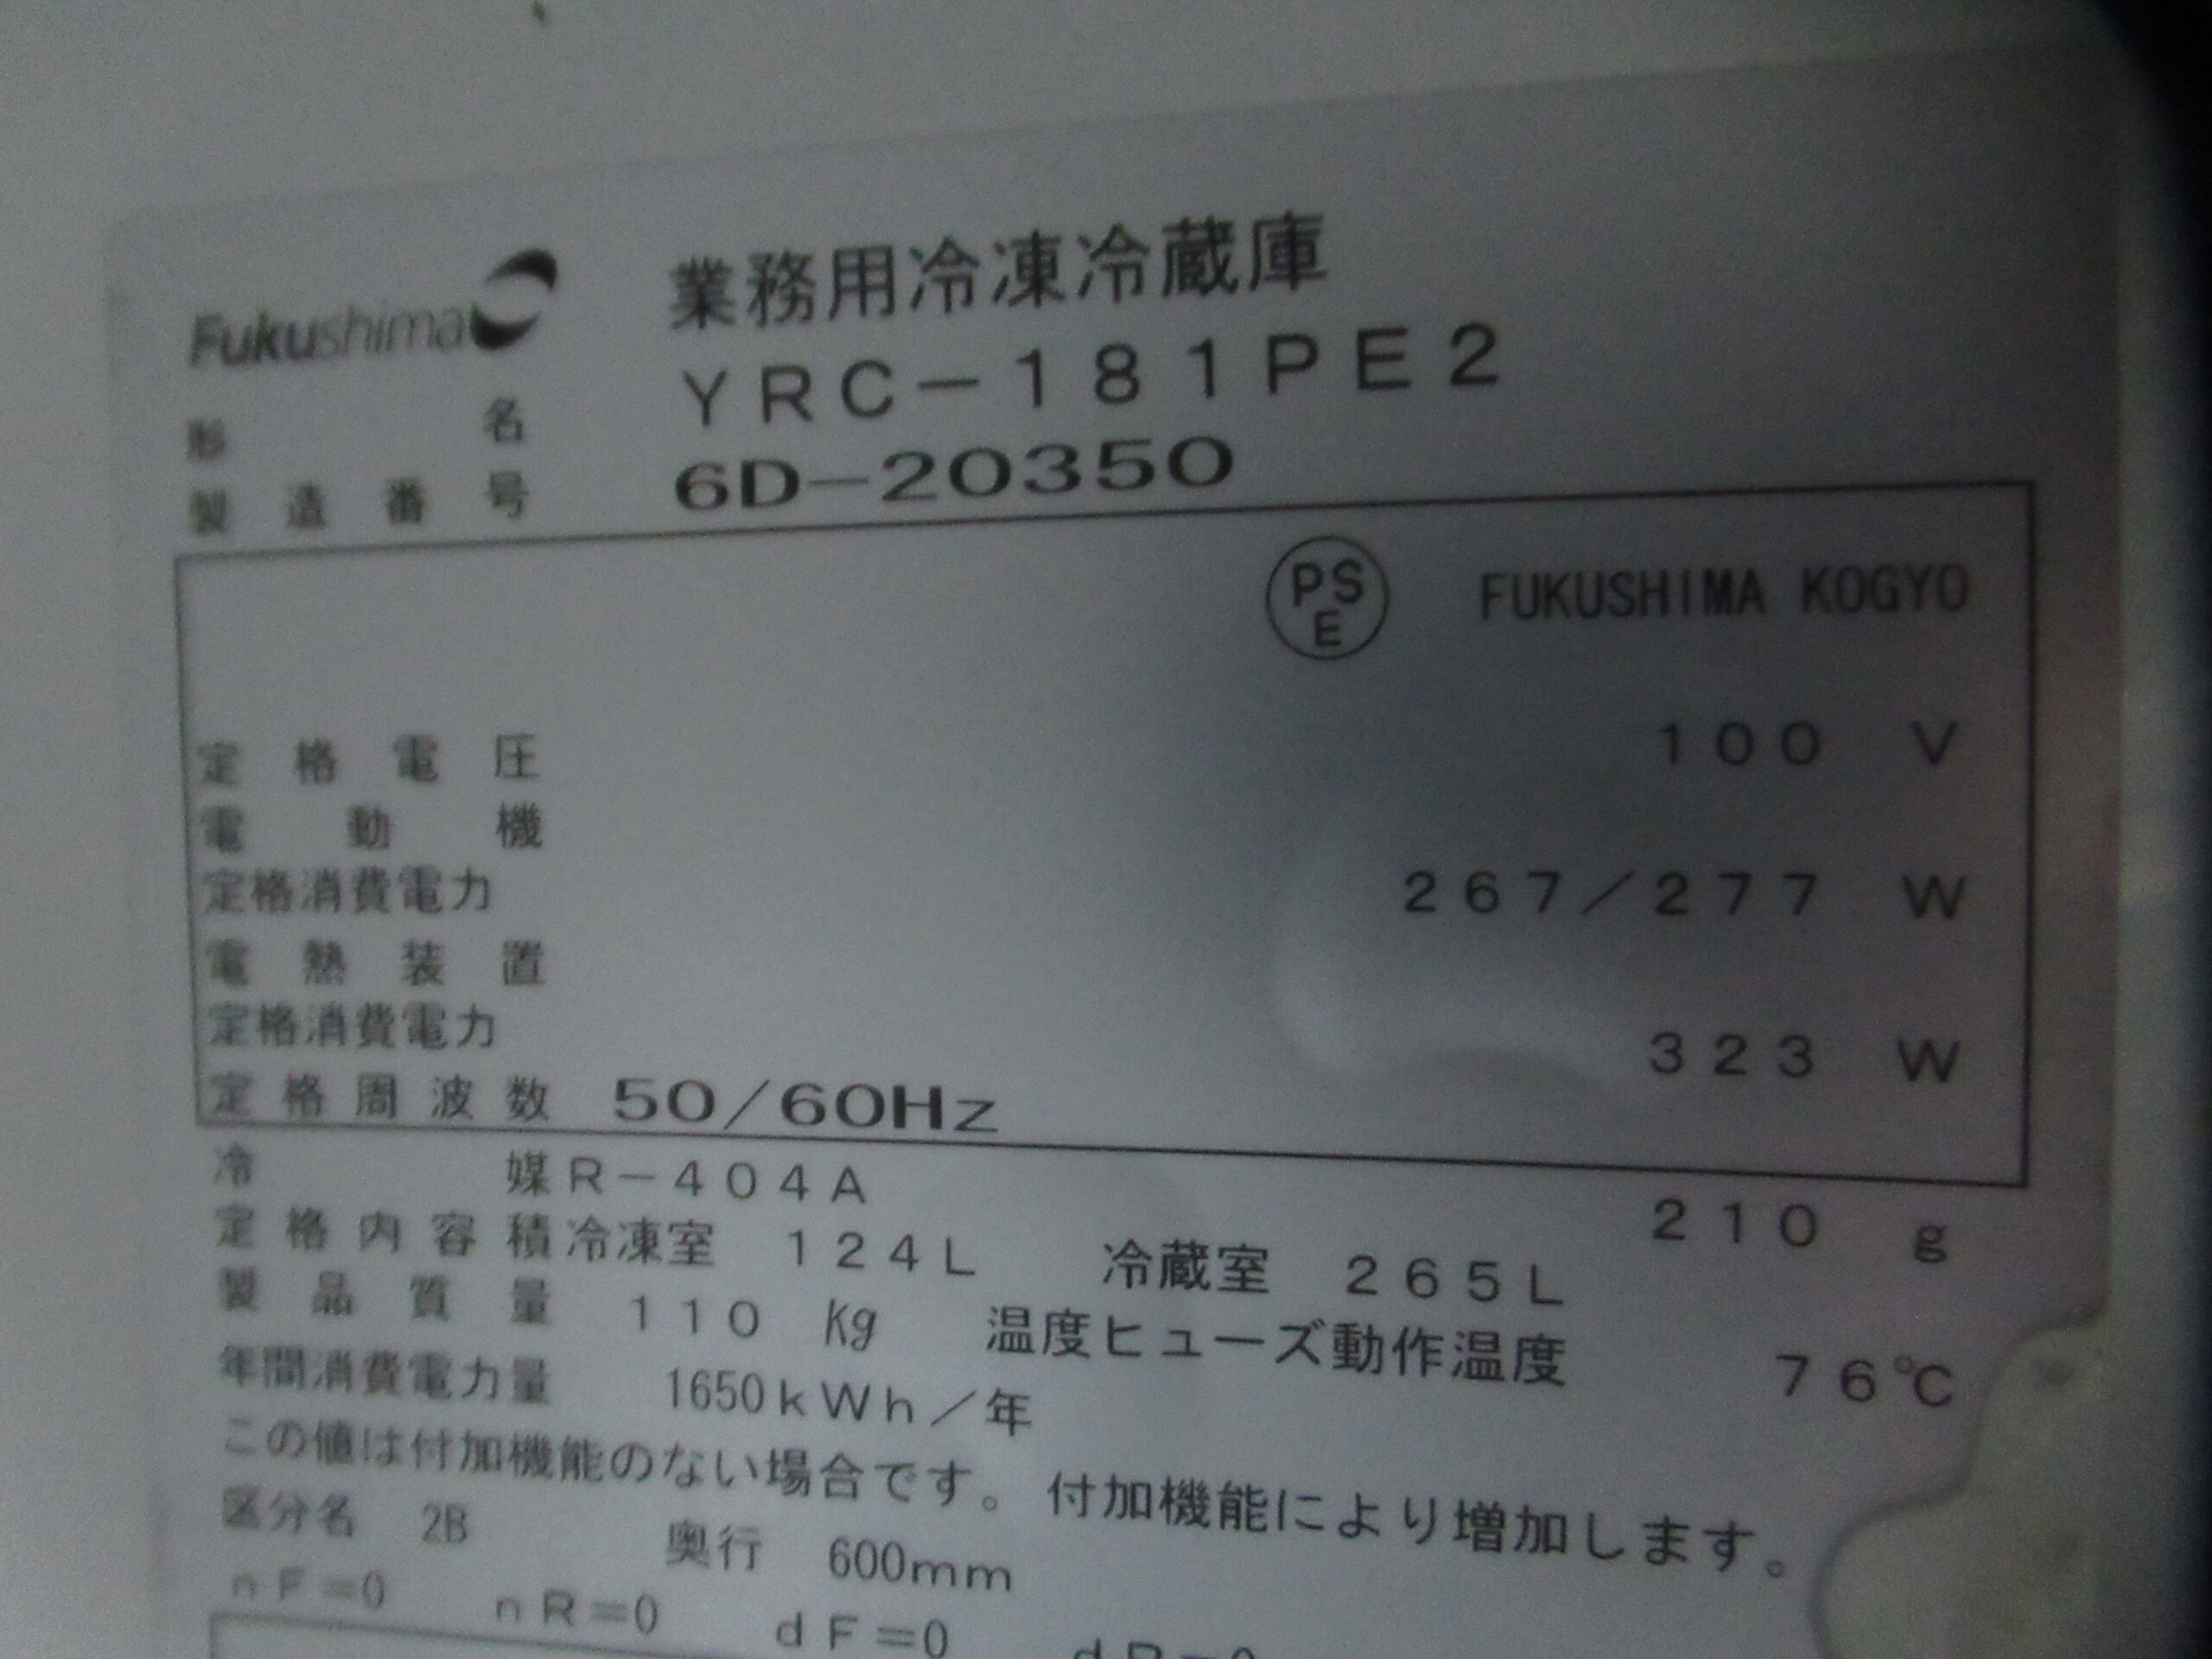 Fukushima 業務用冷凍冷蔵庫
形名 YRC-181PE2
製造番号 6D-20350
PSE FUKUSHIMA KOGYO
定格電圧 100 V
電動機
定格消費電力 267/277 W
電熱装置
定格消費電力 323 W
定格周波数 50/60Hz
冷媒 R-404A 210 g
定格内容積 冷凍室 124L 冷蔵室 265L
製品質量 110 Kg 温度ヒューズ動作温度 76℃
年間消費電力量 1650kWh/年
この値は付加機能のない場合です。付加機能により増加します。
区分名 2B 奥行 600mm
nF=0 nR=0 dF=0